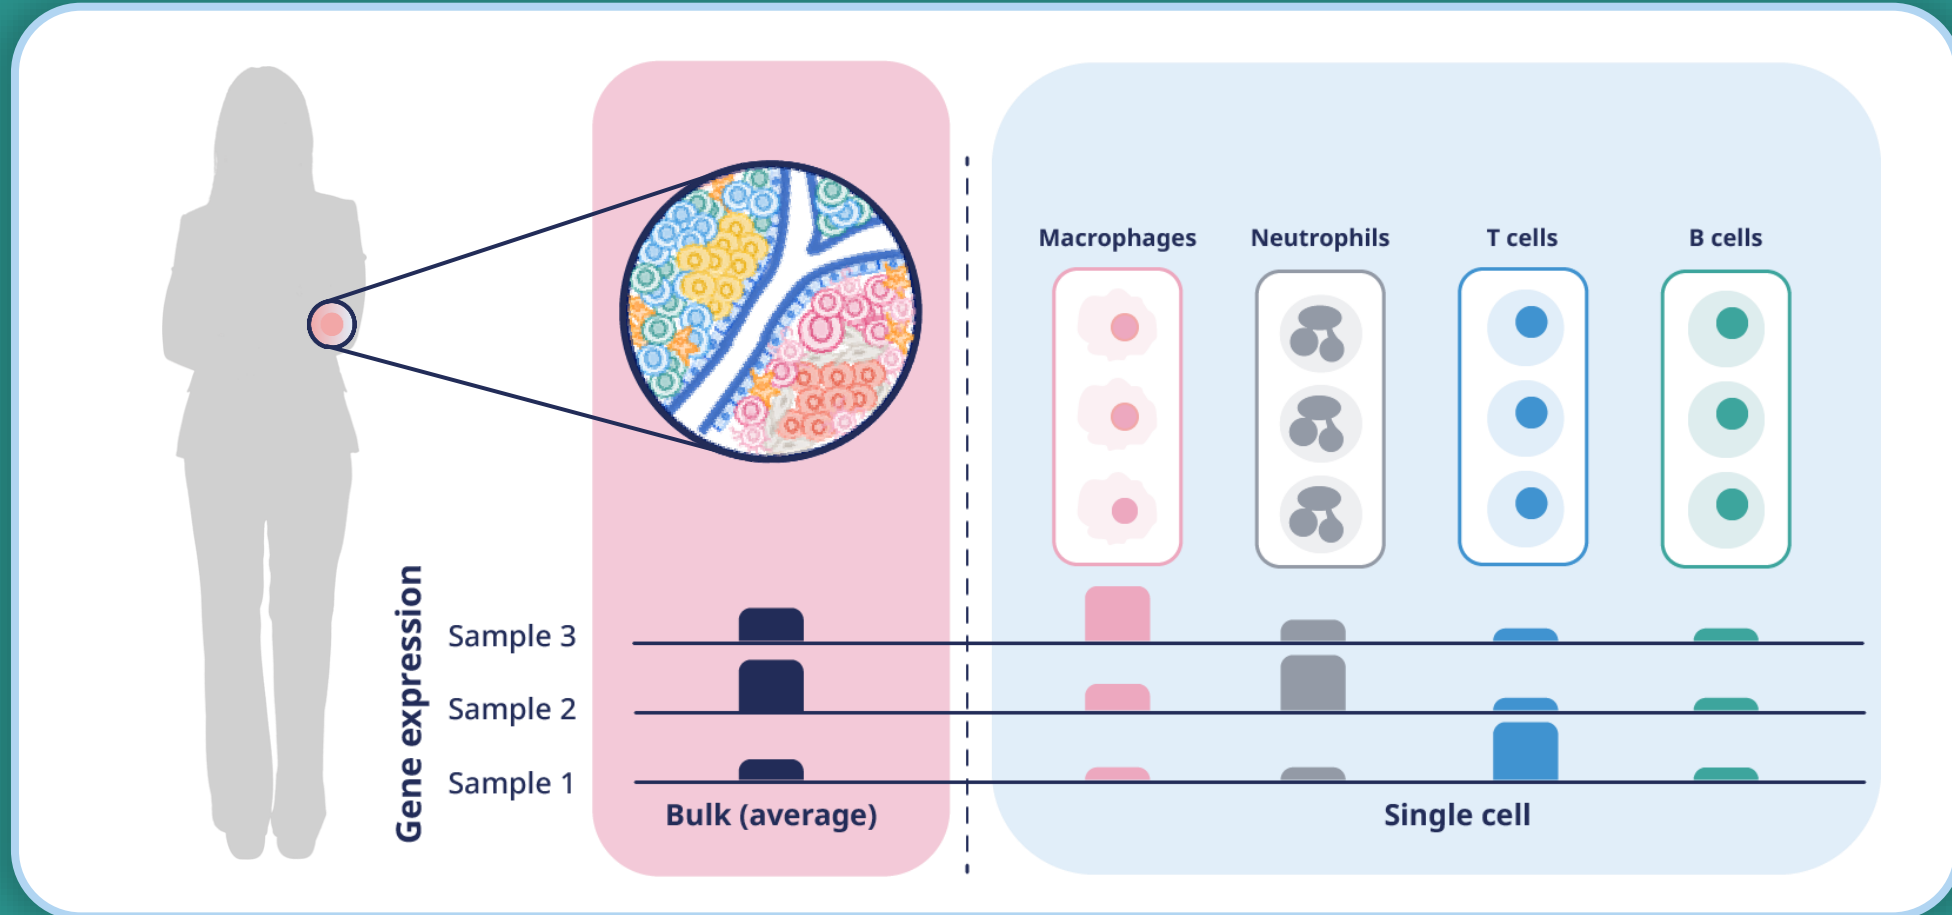 Macrophages
Neutrophils
T cells
B cells
Gene expression
Sample 3
Sample 2
Sample 1
Bulk (average)
Single cell